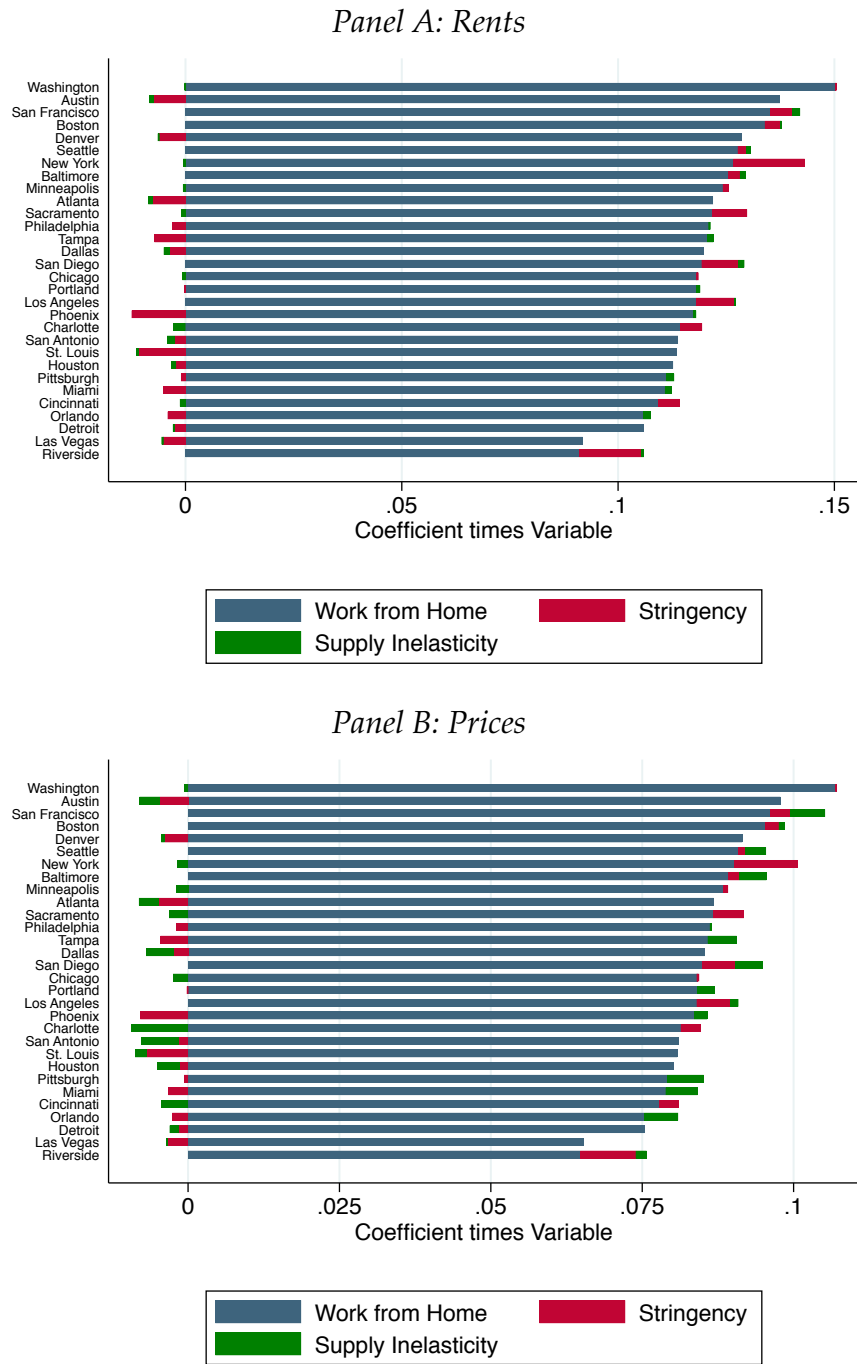 Panel A: Rents
Washington
Austin
San Francisco
Boston
Denver
Seattle
New York
Baltimore
Minneapolis
Atlanta
Sacramento
Philadelphia
Tampa
Dallas
San Diego
Chicago
Portland
Los Angeles
Phoenix
Charlotte
San Antonio
St. Louis
Houston
Pittsburgh
Miami
Cincinnati
Orlando
Detroit
Las Vegas
Riverside
0 .05 .1 .15
Coefficient times Variable
Work from Home Stringency
Supply Inelasticity
Panel B: Prices
Washington
Austin
San Francisco
Boston
Denver
Seattle
New York
Baltimore
Minneapolis
Atlanta
Sacramento
Philadelphia
Tampa
Dallas
San Diego
Chicago
Portland
Los Angeles
Phoenix
Charlotte
San Antonio
St. Louis
Houston
Pittsburgh
Miami
Cincinnati
Orlando
Detroit
Las Vegas
Riverside
0 .025 .05 .075 .1
Coefficient times Variable
Work from Home Stringency
Supply Inelasticity